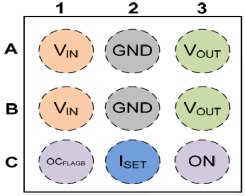 1 2 3
A VIN GND VOUT
B VIN GND VOUT
C OCFLAGB ISET ON